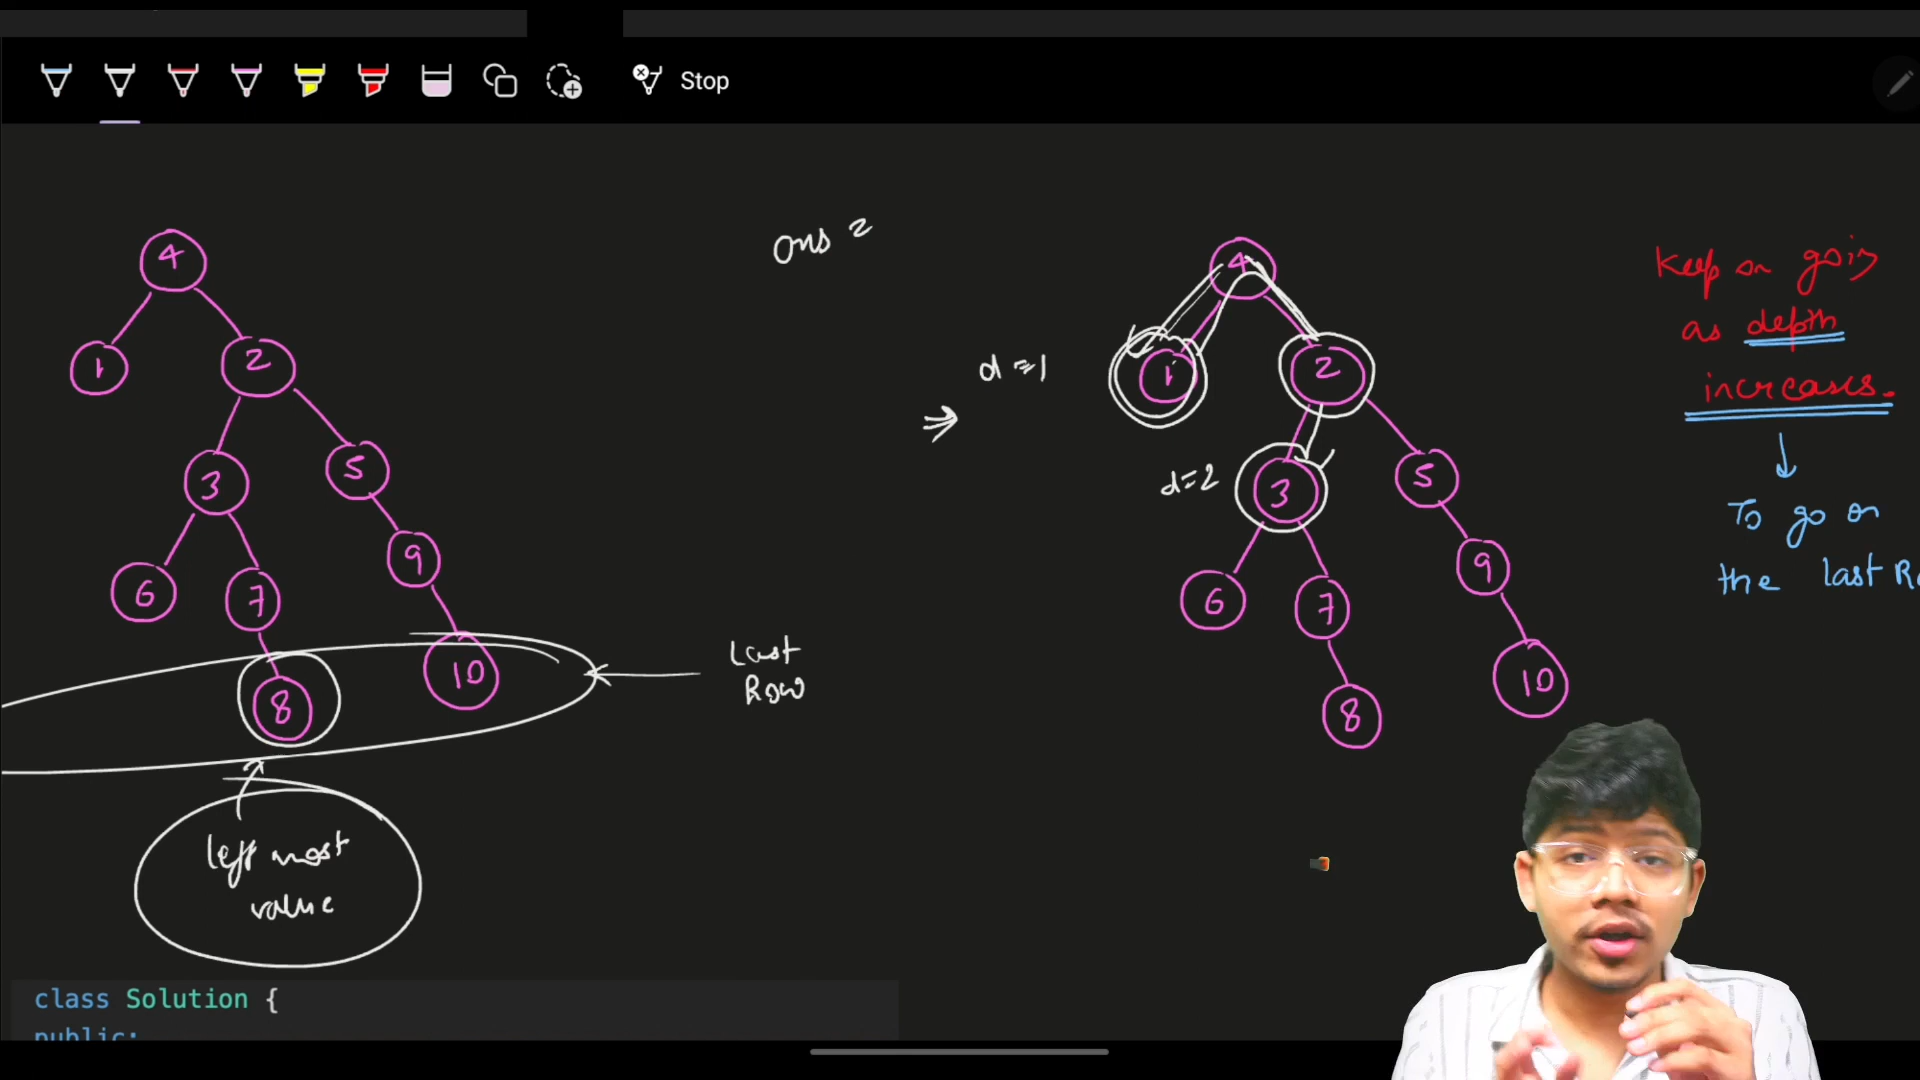 Stop
4
1
2
3
5
6
7
9
8
10
Last
Row
left most
value
class Solution {
public:
ans =
d=1
4
1
2
d=2
3
5
6
7
9
8
10
Keep on going
as depth
increases.
To go on
the last Ro